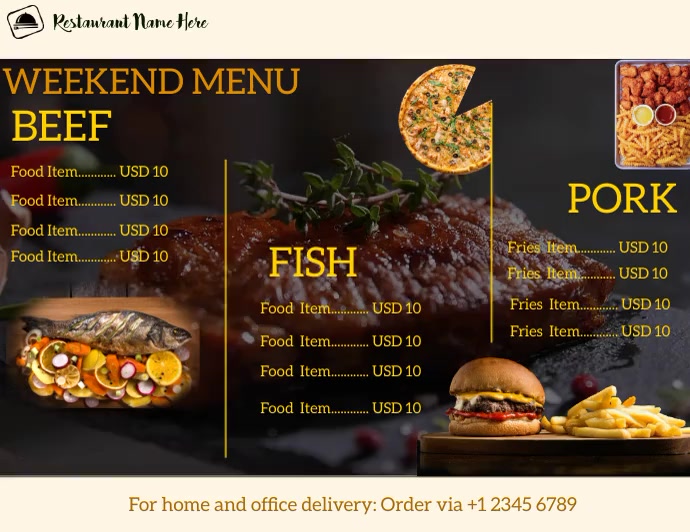 Restaurant Name Here
WEEKEND MENU
BEEF
Food Item............ USD 10
Food Item............ USD 10
Food Item............ USD 10
Food Item............ USD 10
FISH
Food Item............ USD 10
Food Item............ USD 10
Food Item............ USD 10
Food Item............ USD 10
PORK
Fries Item............ USD 10
Fries Item............ USD 10
Fries Item............ USD 10
Fries Item............ USD 10
For home and office delivery: Order via +1 2345 6789